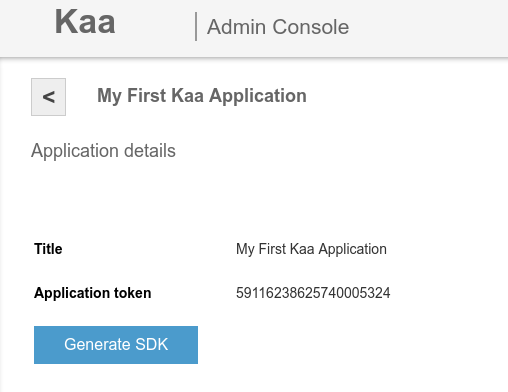 Kaa | Admin Console
< My First Kaa Application
Application details
Title My First Kaa Application
Application token 59116238625740005324
Generate SDK